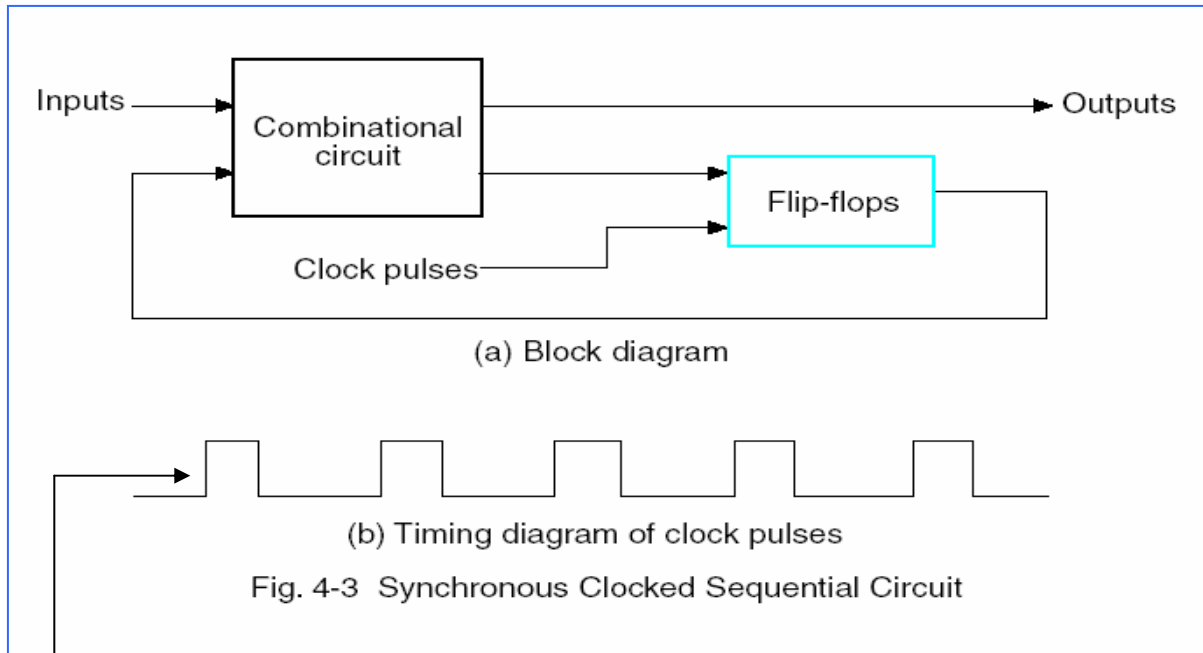 Inputs
Combinational
circuit
Outputs
Flip-flops
Clock pulses
(a) Block diagram
(b) Timing diagram of clock pulses
Fig. 4-3 Synchronous Clocked Sequential Circuit